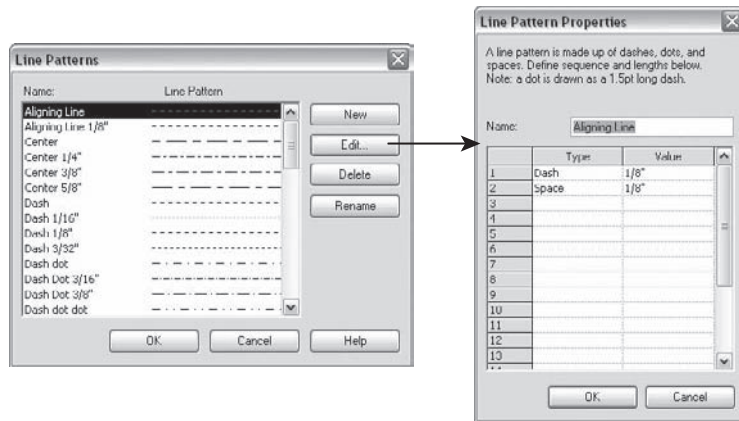 Line Patterns
Name: Line Pattern
Aligning Line
Aligning Line 1/8"
Center
Center 1/4"
Center 3/8"
Center 5/8"
Dash
Dash 1/16"
Dash 1/8"
Dash 3/32"
Dash dot
Dash Dot 3/16"
Dash Dot 3/8"
Dash dot dot
New
Edit...
Delete
Rename
OK Cancel Help
Line Pattern Properties
A line pattern is made up of dashes, dots, and
spaces. Define sequence and lengths below.
Note: a dot is drawn as a 1.5pt long dash.
Name: Aligning Line
Type Value
1 Dash 1/8"
2 Space 1/8"
3
4
5
6
7
8
9
10
11
12
13
OK Cancel